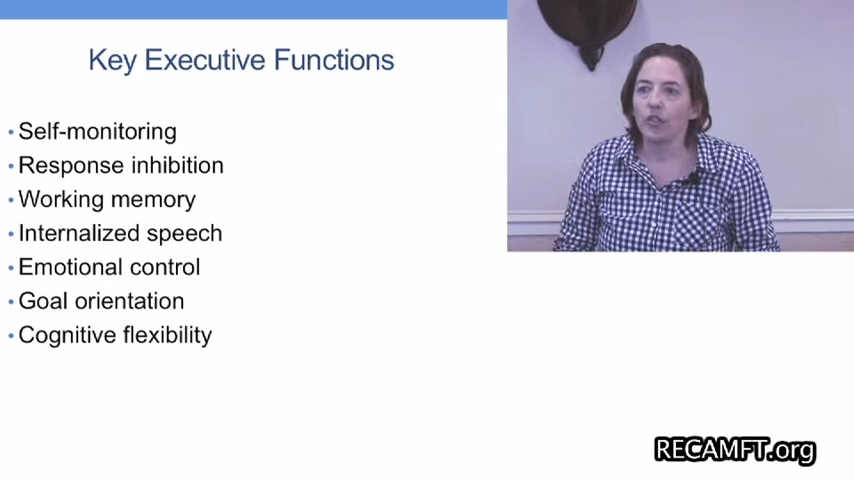 Key Executive Functions
• Self-monitoring
• Response inhibition
• Working memory
• Internalized speech
• Emotional control
• Goal orientation
• Cognitive flexibility
RECAMFT.org